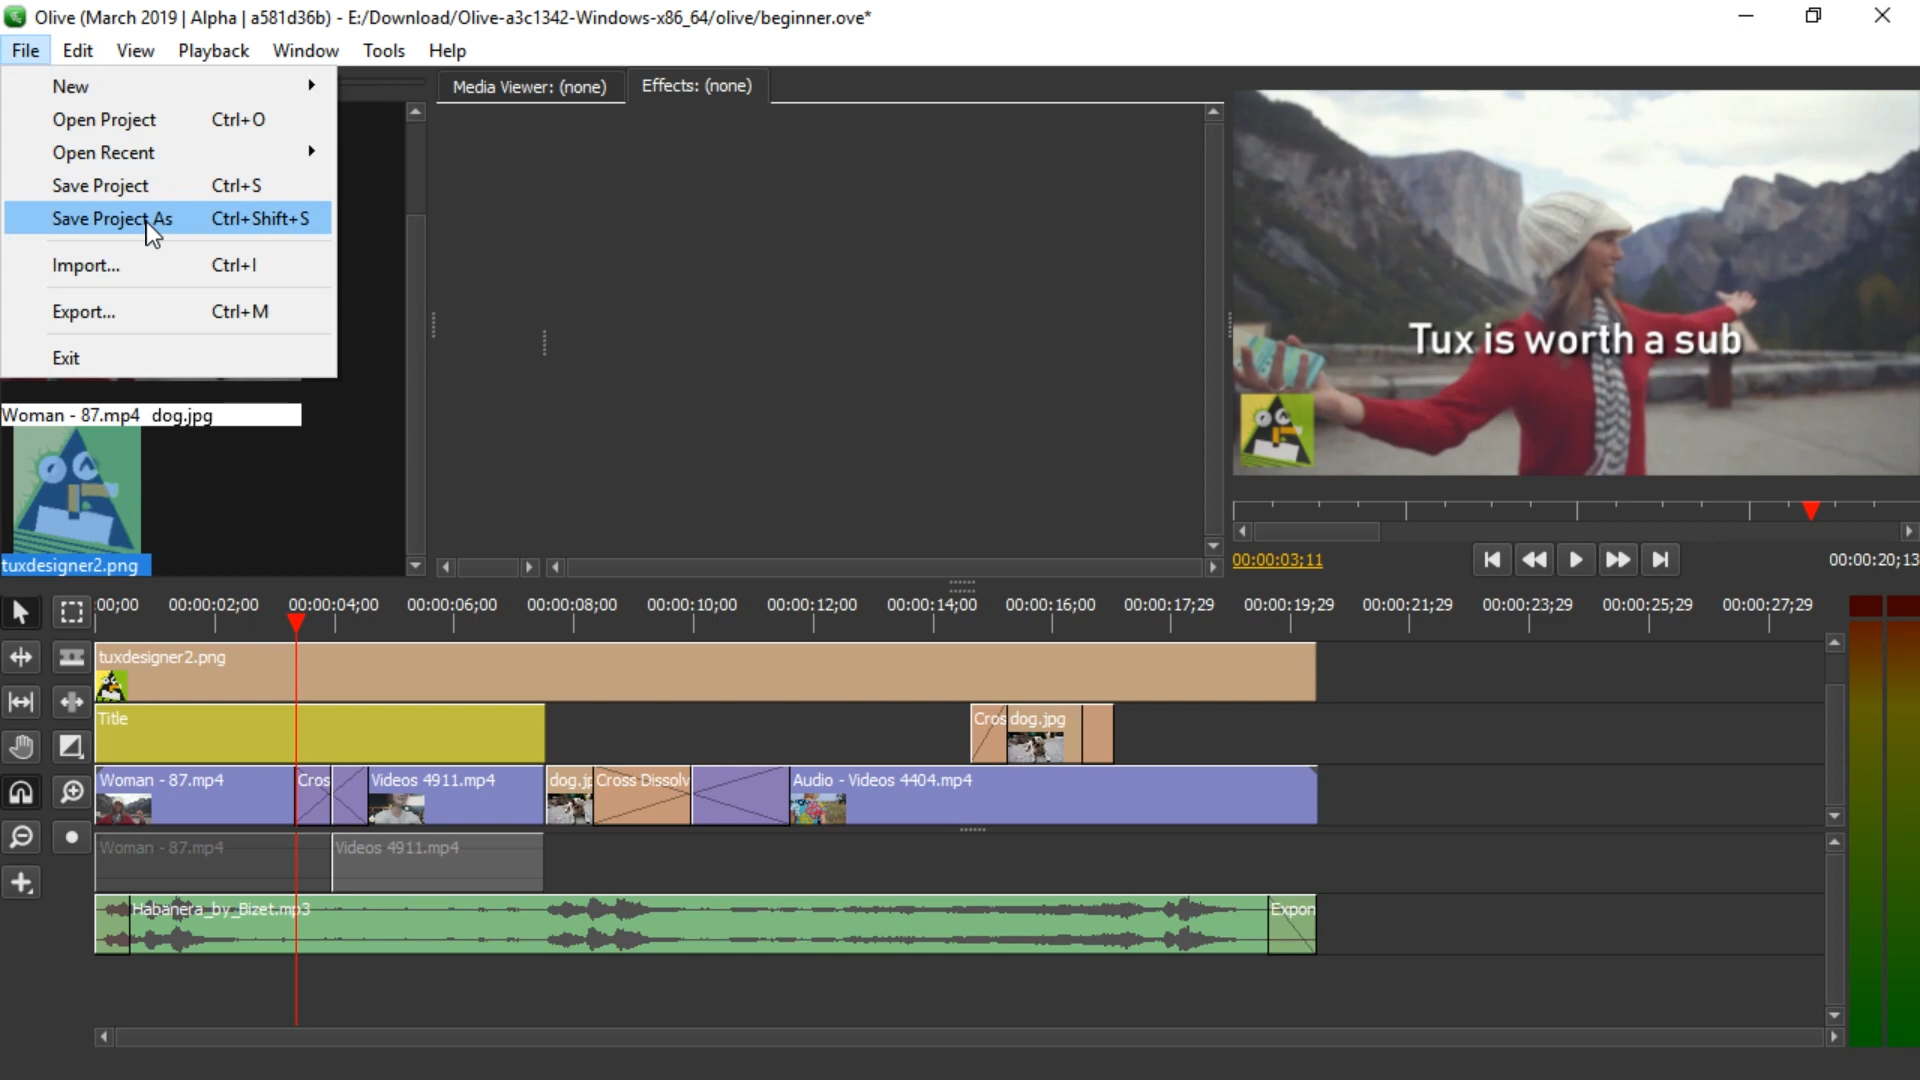 Olive (March 2019 | Alpha | a581d36b) - E:/Download/Olive-a3c1342-Windows-x86_64/olive/beginner.ove*
File Edit View Playback Window Tools Help
New
Open Project Ctrl+O
Open Recent
Save Project Ctrl+S
Save Project As Ctrl+Shift+S
Import... Ctrl+I
Export... Ctrl+M
Exit
Media Viewer: (none) Effects: (none)
Woman - 87.mp4 dog.jpg
tuxdesigner2.png
Tux is worth a sub
00:00:03;11 00:00:20;13
00;00 00:00:02;00 00:00:04;00 00:00:06;00 00:00:08;00 00:00:10;00 00:00:12;00 00:00:14;00 00:00:16;00 00:00:17;29 00:00:19;29 00:00:21;29 00:00:23;29 00:00:25;29 00:00:27;29
tuxdesigner2.png
Title Cros dog.jpg
Woman - 87.mp4 Cros Videos 4911.mp4 dog.jp Cross Dissolv Audio - Videos 4404.mp4
Woman - 87.mp4 Videos 4911.mp4
Habanera_by_Bizet.mp3 Expon